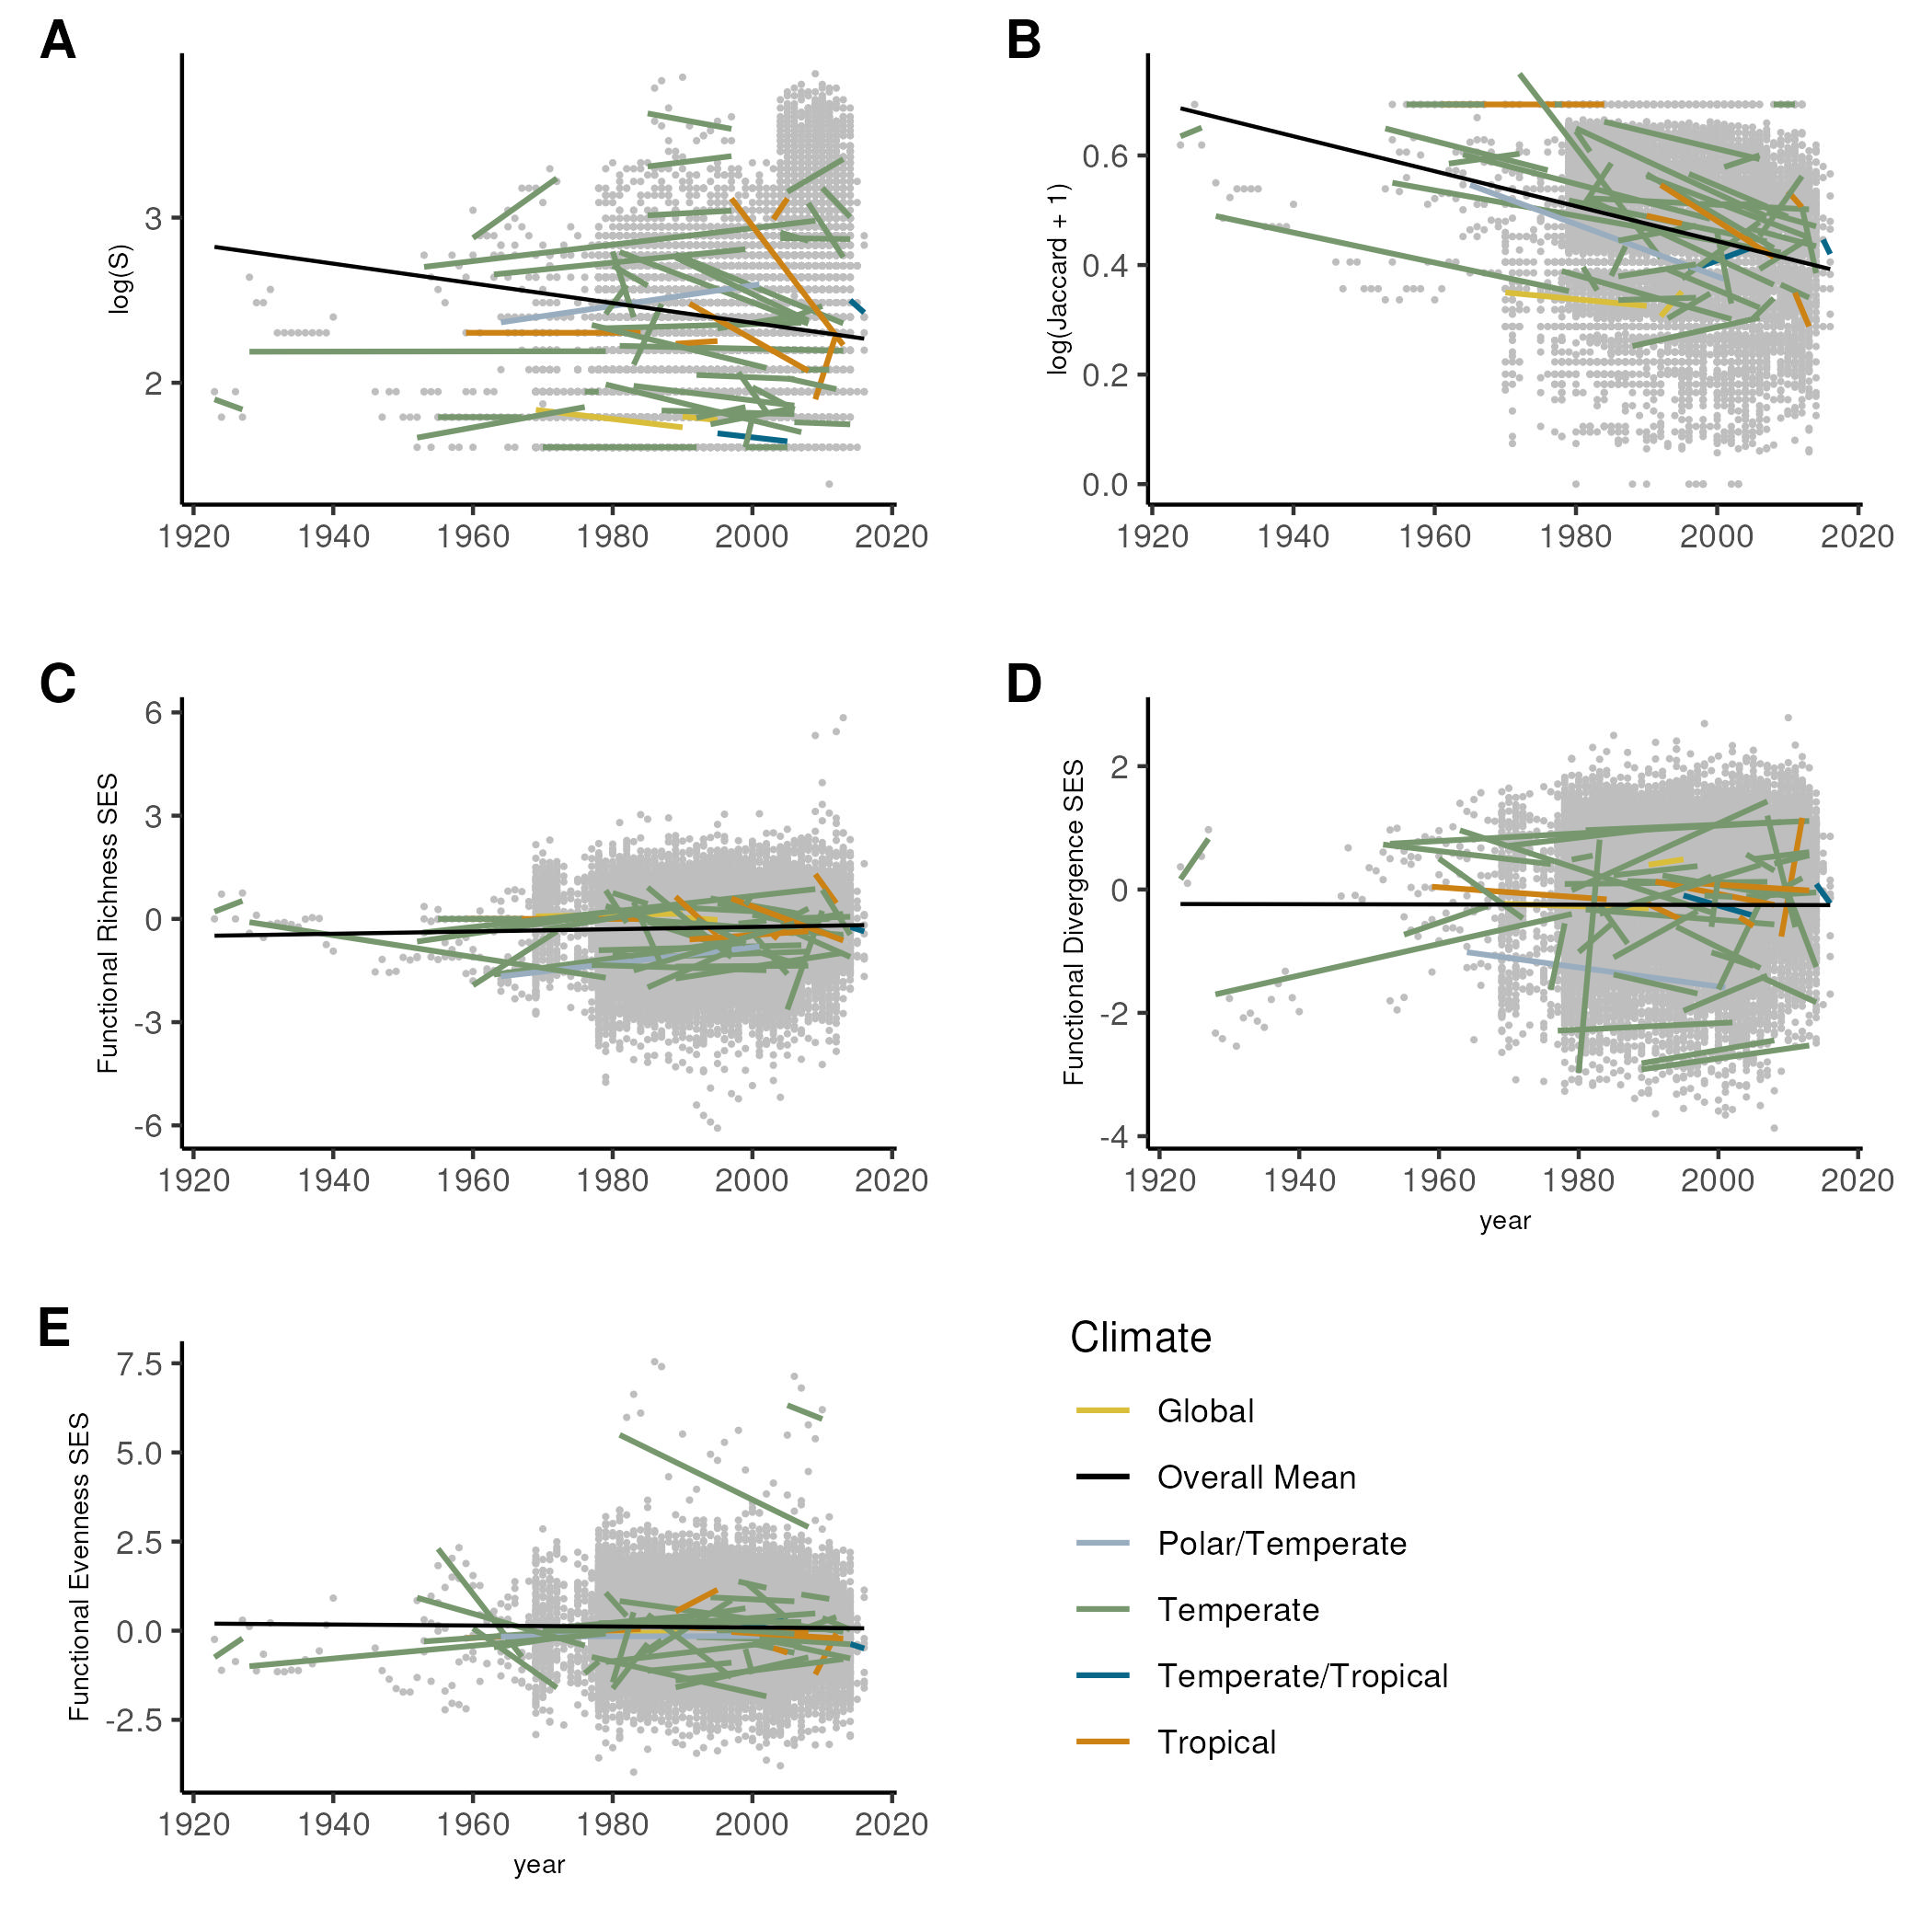 A
log(S)
3
2
1920 1940 1960 1980 2000 2020
B
log(Jaccard + 1)
0.6
0.4
0.2
0.0
1920 1940 1960 1980 2000 2020
C
Functional Richness SES
6
3
0
-3
-6
1920 1940 1960 1980 2000 2020
D
Functional Divergence SES
2
0
-2
-4
1920 1940 1960 1980 2000 2020
year
E
Functional Evenness SES
7.5
5.0
2.5
0.0
-2.5
1920 1940 1960 1980 2000 2020
year
Climate
Global
Overall Mean
Polar/Temperate
Temperate
Temperate/Tropical
Tropical